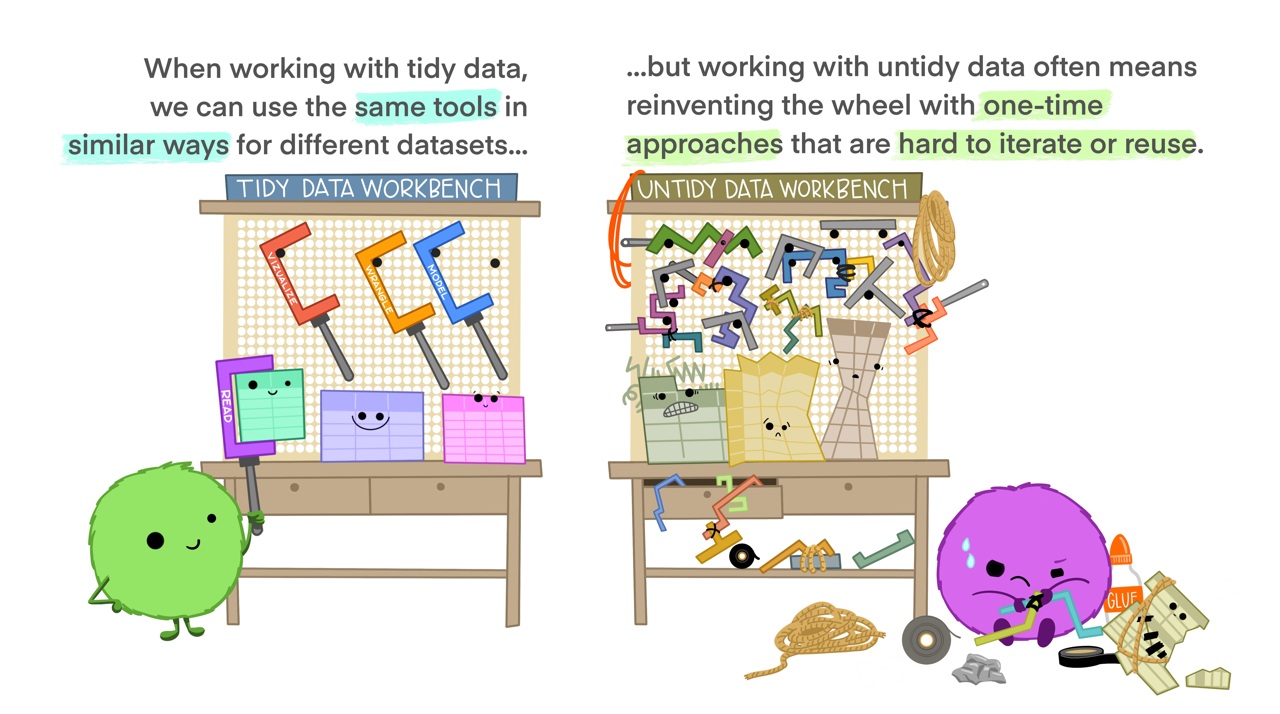 When working with tidy data,
we can use the same tools in
similar ways for different datasets...
...but working with untidy data often means
reinventing the wheel with one-time
approaches that are hard to iterate or reuse.
TIDY DATA WORKBENCH
UNTIDY DATA WORKBENCH
VIZUALIZE
WRANGLE
MODEL
READ
GLUE